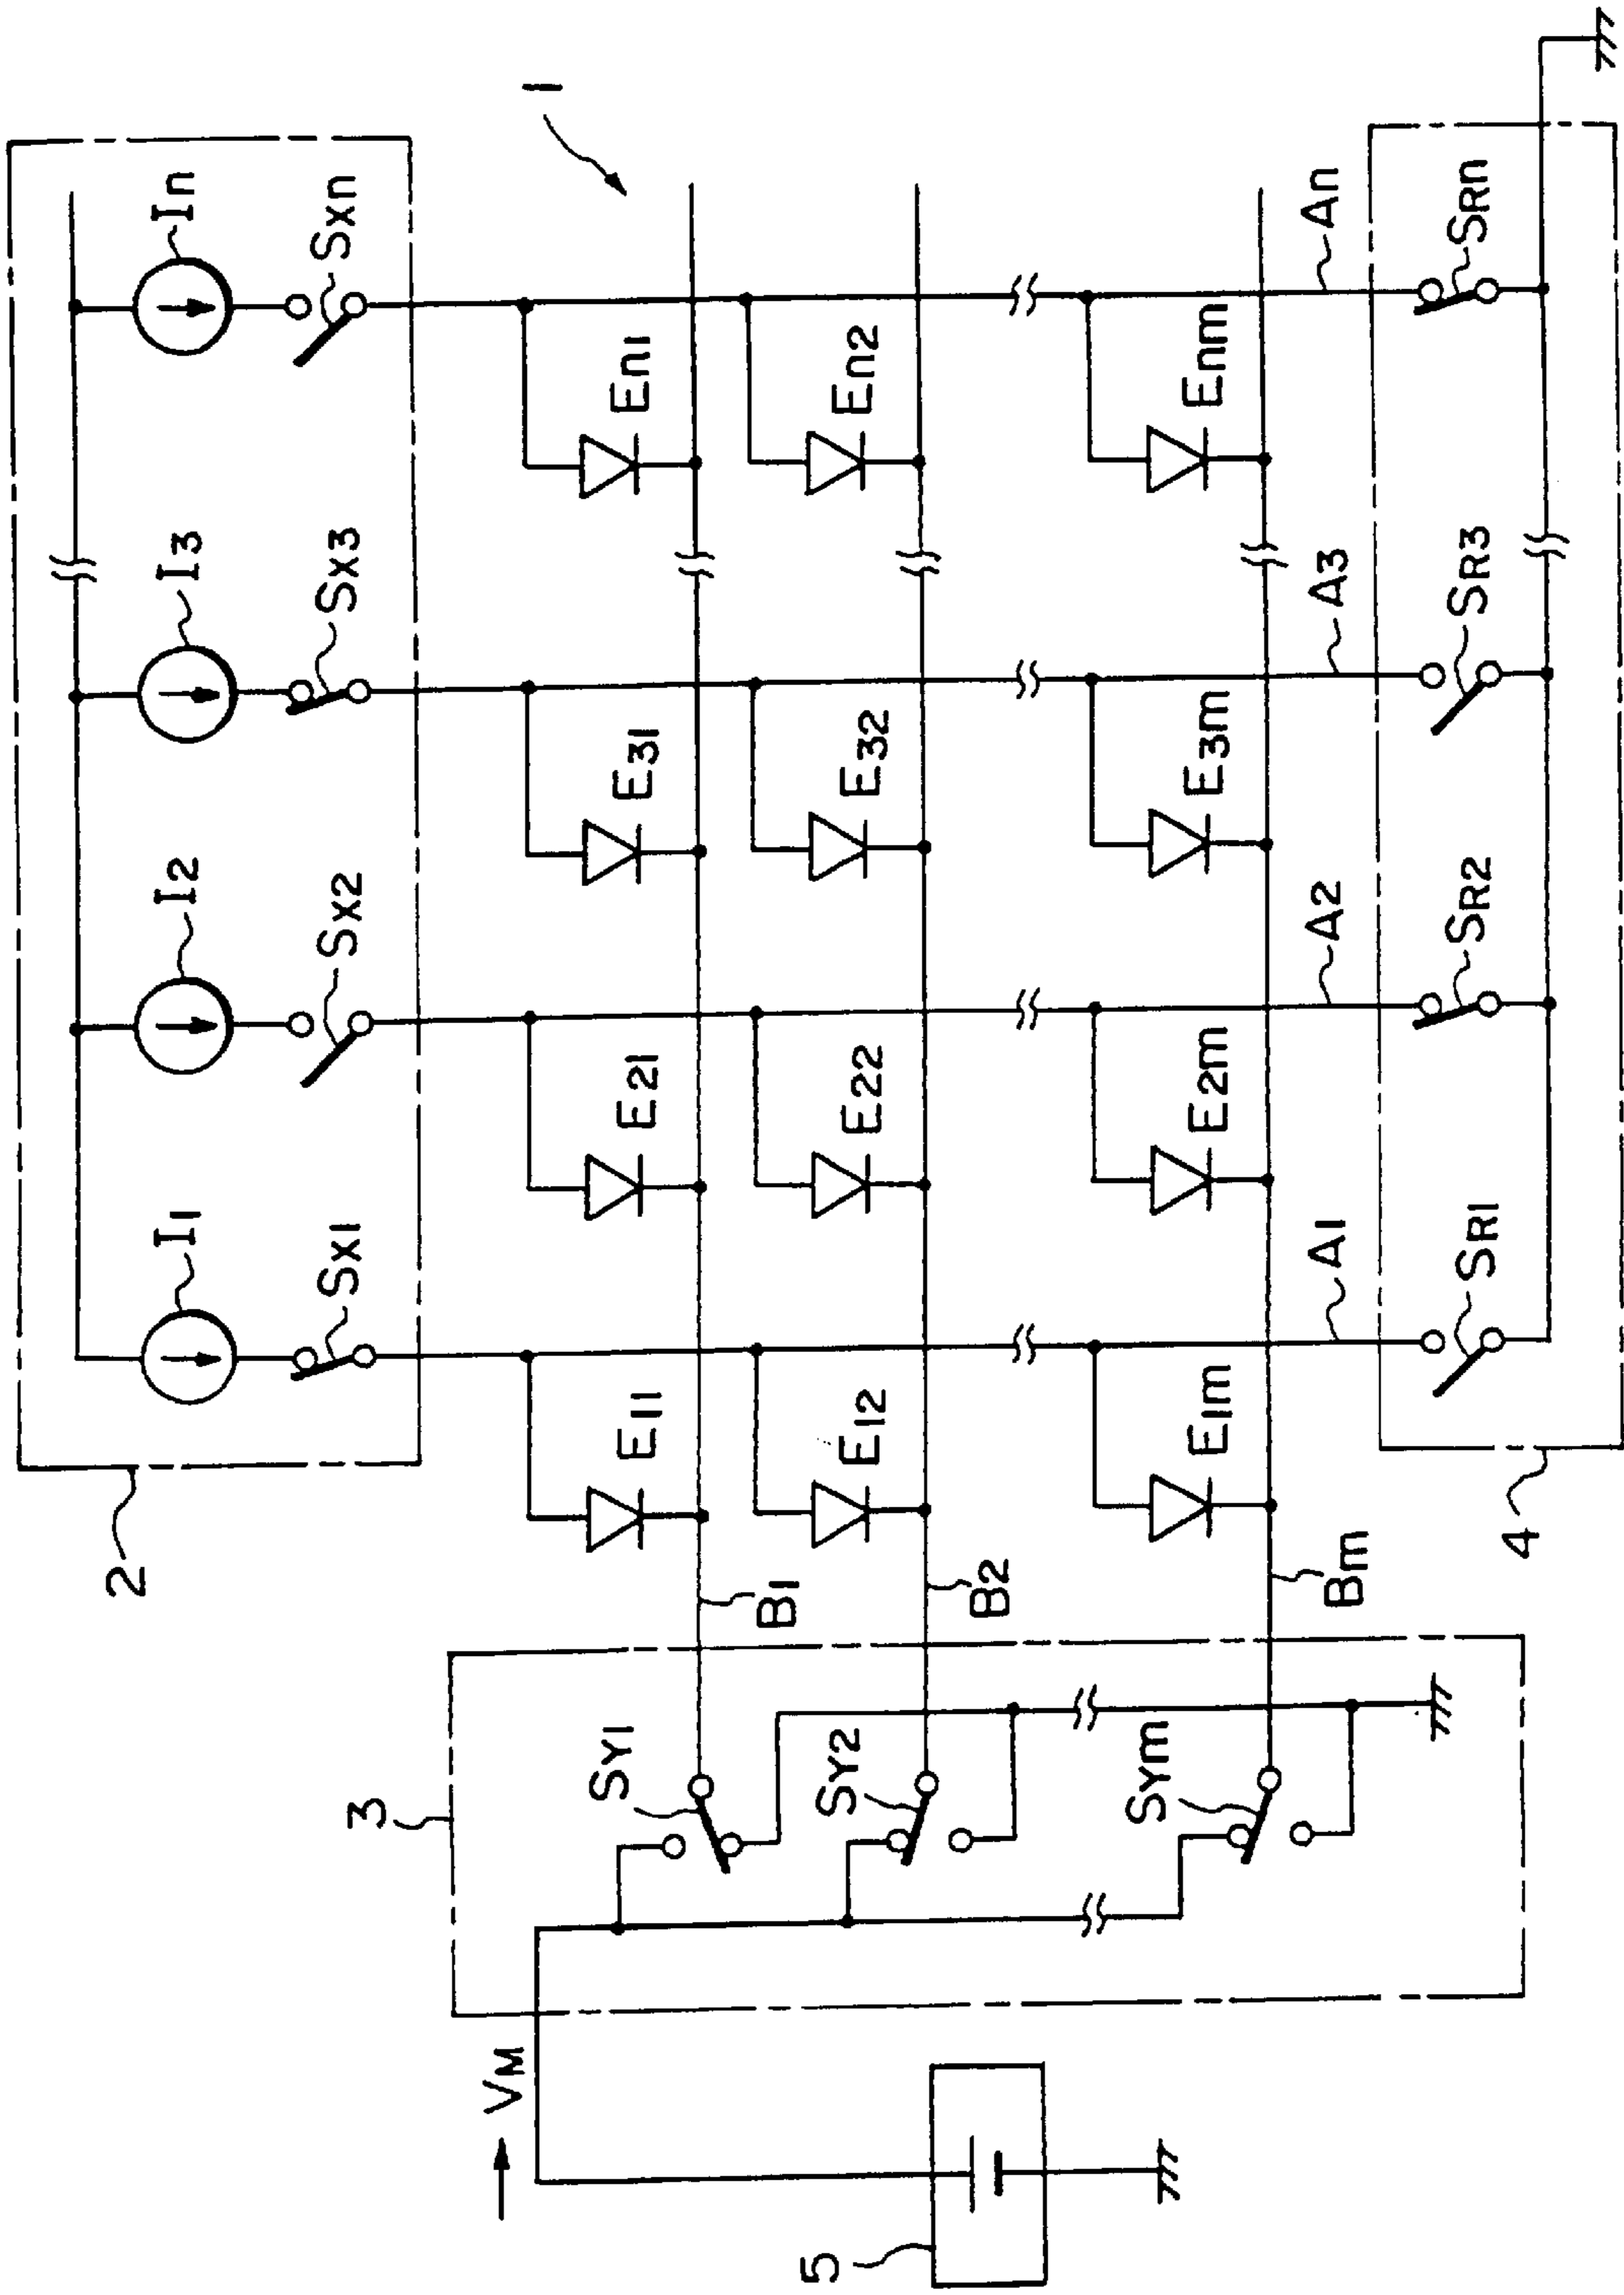 1
2
I1 I2 I3 In
SX1 SX2 SX3 SXn
E11 E21 E31 En1
B1
E12 E22 E32 En2
B2
E1m E2m E3m Enm
Bm
A1 A2 A3 An
SR1 SR2 SR3 SRn
4
3
SY1
SY2
SYm
VM
5